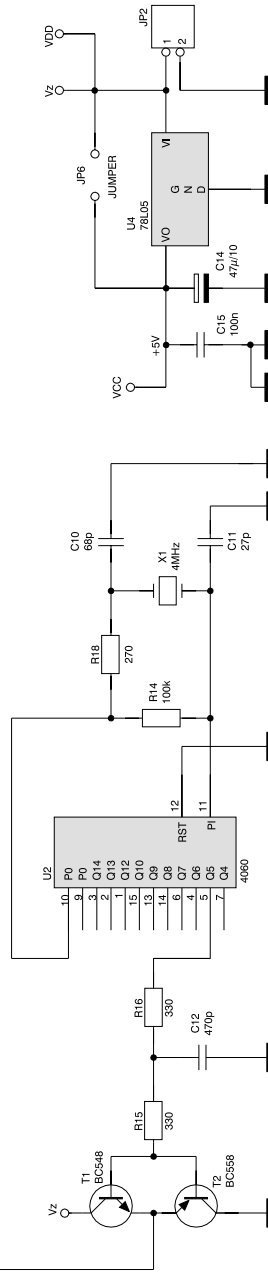 VDD
Vz
JP2
1
2
JP6
JUMPER
VI
G
N
D
U4
78L05
VO
C14
47µ/10
+5V
C15
100n
VCC
C10
68p
X1
4MHz
C11
27p
R18
270
R14
100k
12
11
RST
PI
U2
4060
P0
P0
Q14
Q13
Q12
Q10
Q9
Q8
Q7
Q6
Q5
Q4
10
9
3
2
1
15
13
14
6
4
5
7
R16
330
C12
470p
R15
330
T1
BC548
Vz
T2
BC558